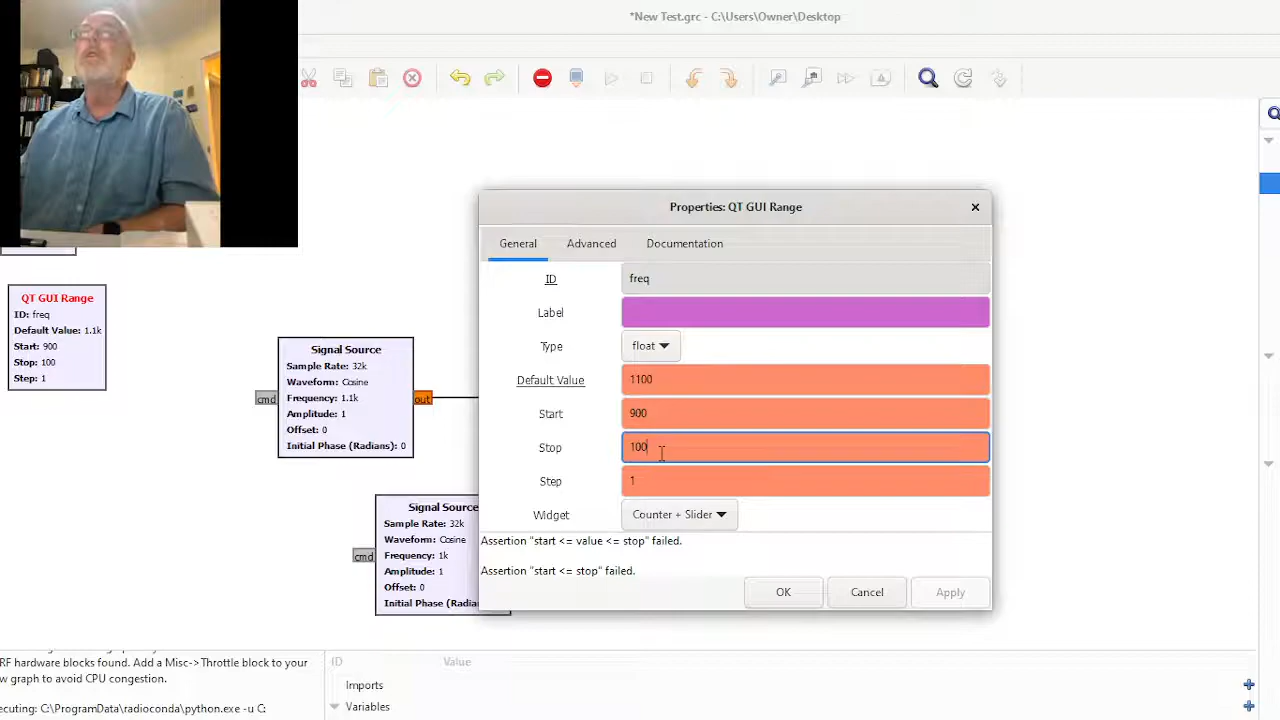 *New Test.grc - C:\Users\Owner\Desktop
Properties: QT GUI Range
General
Advanced
Documentation
ID
freq
Label
Type
float
Default Value
1100
Start
900
Stop
100
Step
1
Widget
Counter + Slider
Assertion "start <= value <= stop" failed.
Assertion "start <= stop" failed.
OK
Cancel
Apply
QT GUI Range
ID: freq
Default Value: 1.1k
Start: 900
Stop: 100
Step: 1
Signal Source
Sample Rate: 32k
Waveform: Cosine
Frequency: 1.1k
Amplitude: 1
Offset: 0
Initial Phase (Radians): 0
cmd
out
Signal Source
Sample Rate: 32k
Waveform: Cosine
Frequency: 1k
Amplitude: 1
Offset: 0
Initial Phase (Radian
cmd
RF hardware blocks found. Add a Misc->Throttle block to your
w graph to avoid CPU congestion.
ecuting: C:\ProgramData\radioconda\python.exe -u C:
ID
Value
Imports
Variables